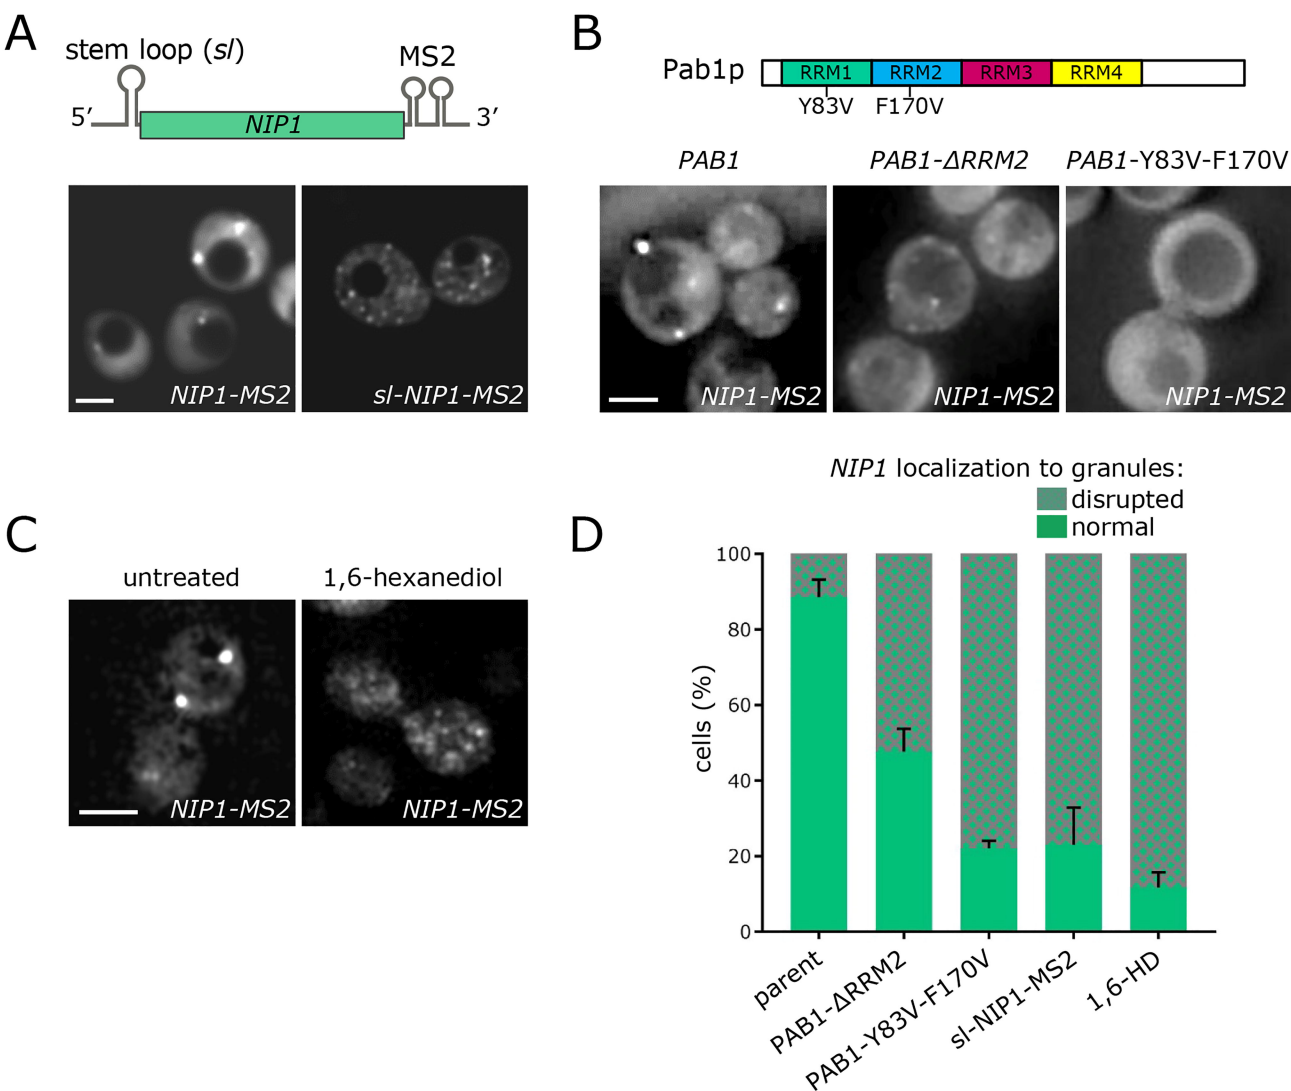 A
stem loop (sl)
MS2
5′
NIP1
3′
NIP1-MS2
sl-NIP1-MS2
B
Pab1p
RRM1
RRM2
RRM3
RRM4
Y83V
F170V
PAB1
PAB1-ΔRRM2
PAB1-Y83V-F170V
NIP1-MS2
NIP1-MS2
NIP1-MS2
C
untreated
1,6-hexanediol
NIP1-MS2
NIP1-MS2
D
NIP1 localization to granules:
disrupted
normal
cells (%)
100
80
60
40
20
0
parent
PAB1-ΔRRM2
PAB1-Y83V-F170V
sl-NIP1-MS2
1,6-HD